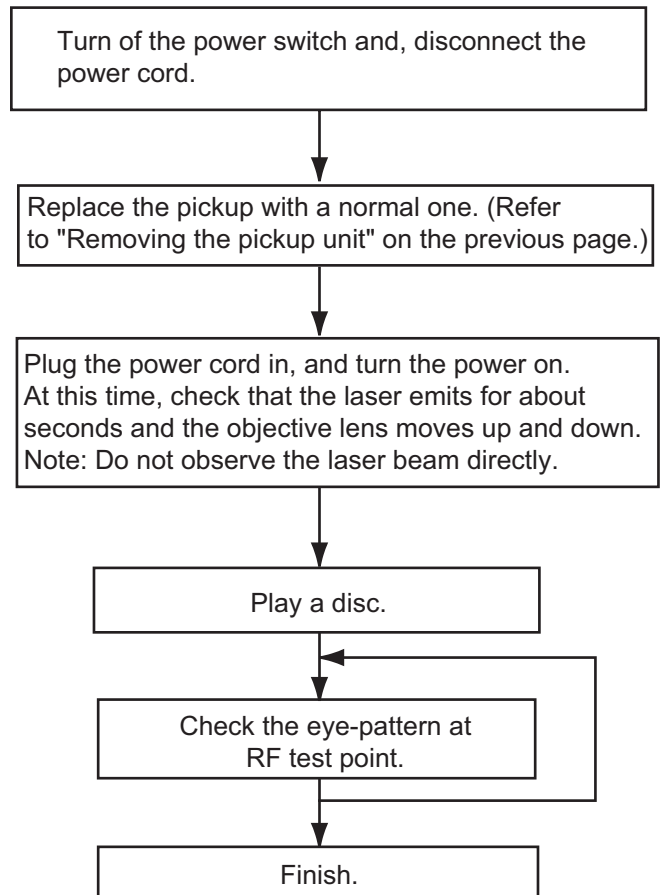 Turn of the power switch and, disconnect the
power cord.
Replace the pickup with a normal one. (Refer
to "Removing the pickup unit" on the previous page.)
Plug the power cord in, and turn the power on.
At this time, check that the laser emits for about
seconds and the objective lens moves up and down.
Note: Do not observe the laser beam directly.
Play a disc.
Check the eye-pattern at
RF test point.
Finish.